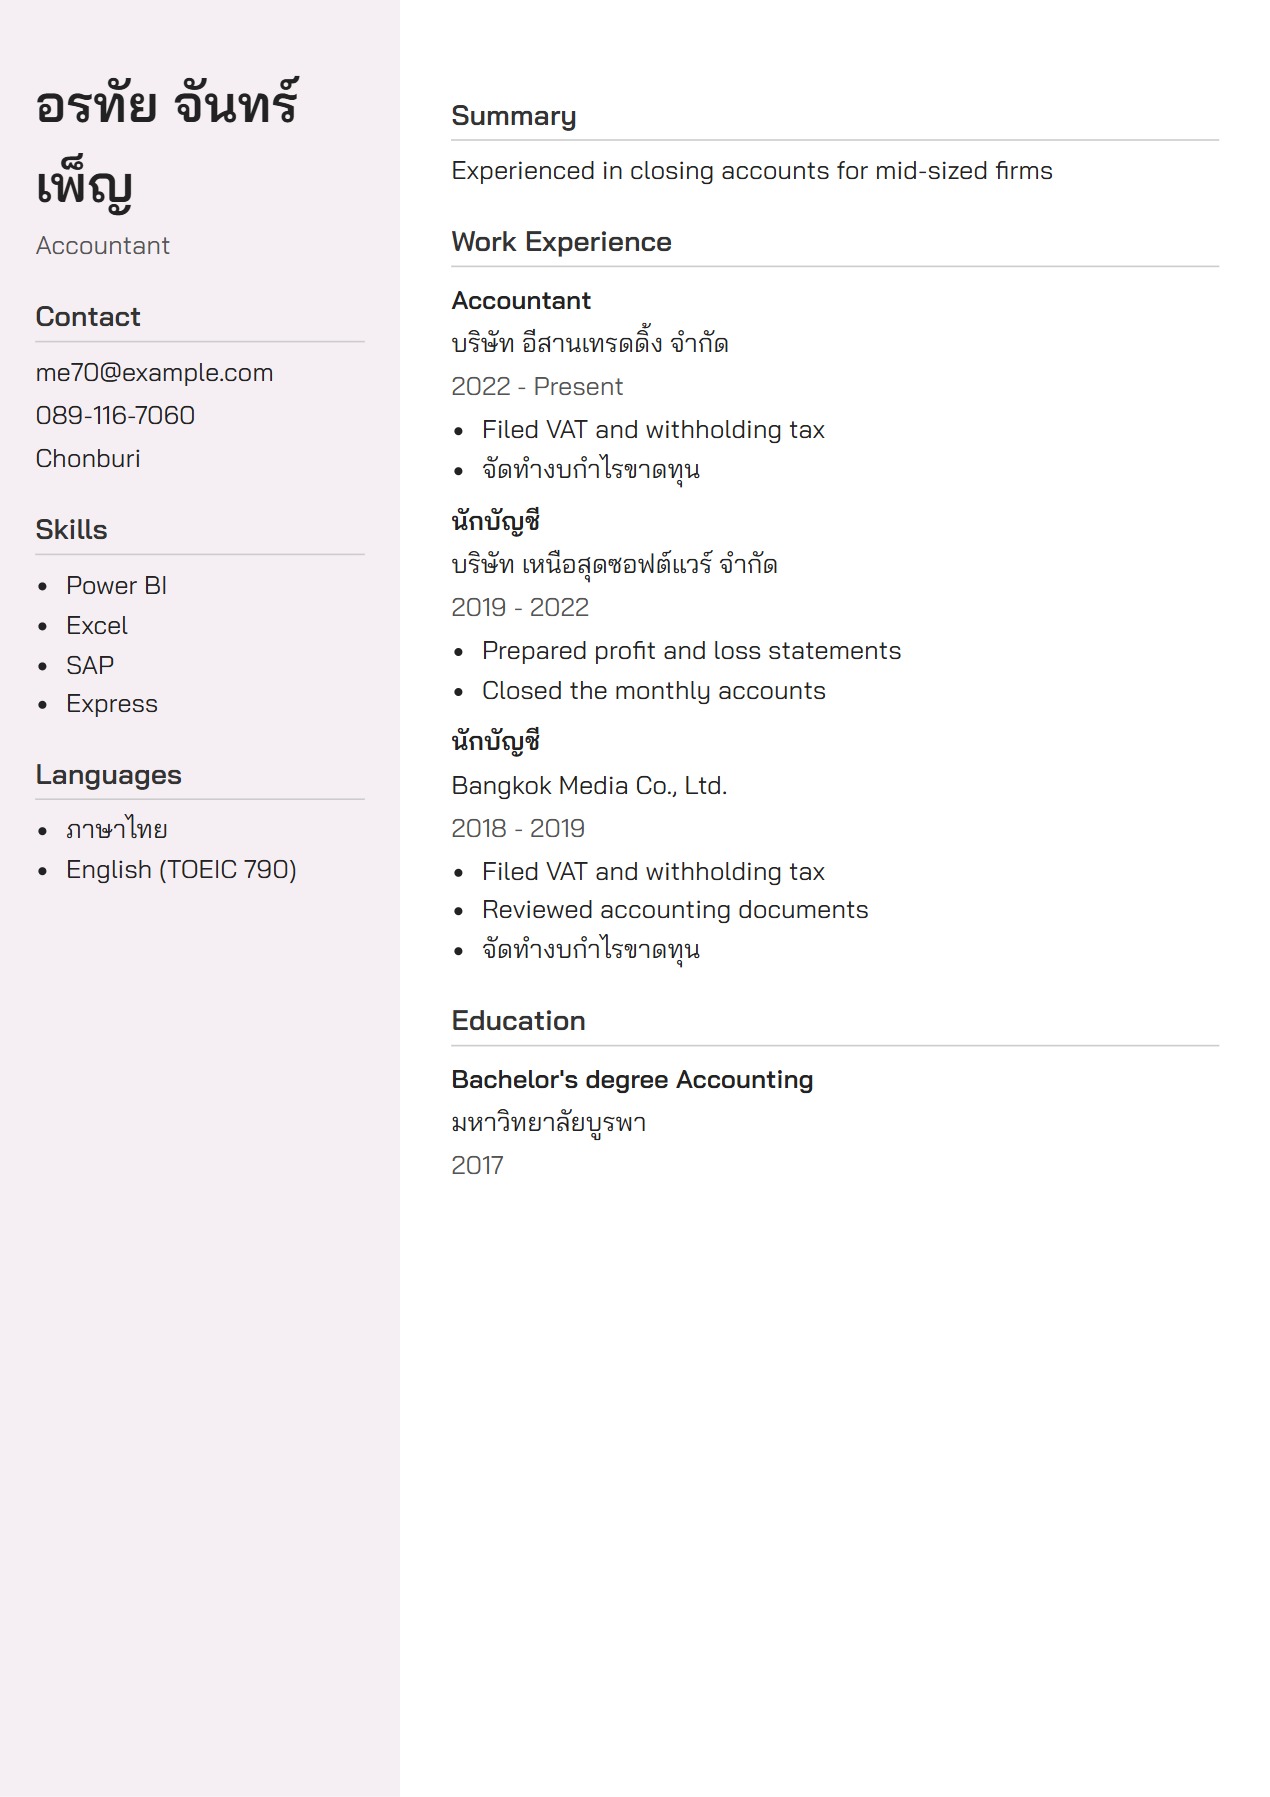 อรทัย จันทร์
เพ็ญ
Accountant
Contact
me70@example.com
089-116-7060
Chonburi
Skills
• Power BI
• Excel
• SAP
• Express
Languages
• ภาษาไทย
• English (TOEIC 790)
Summary
Experienced in closing accounts for mid-sized firms
Work Experience
Accountant
บริษัท อีสานเทรดดิ้ง จำกัด
2022 - Present
• Filed VAT and withholding tax
• จัดทำงบกำไรขาดทุน
นักบัญชี
บริษัท เหนือสุดซอฟต์แวร์ จำกัด
2019 - 2022
• Prepared profit and loss statements
• Closed the monthly accounts
นักบัญชี
Bangkok Media Co., Ltd.
2018 - 2019
• Filed VAT and withholding tax
• Reviewed accounting documents
• จัดทำงบกำไรขาดทุน
Education
Bachelor's degree Accounting
มหาวิทยาลัยบูรพา
2017